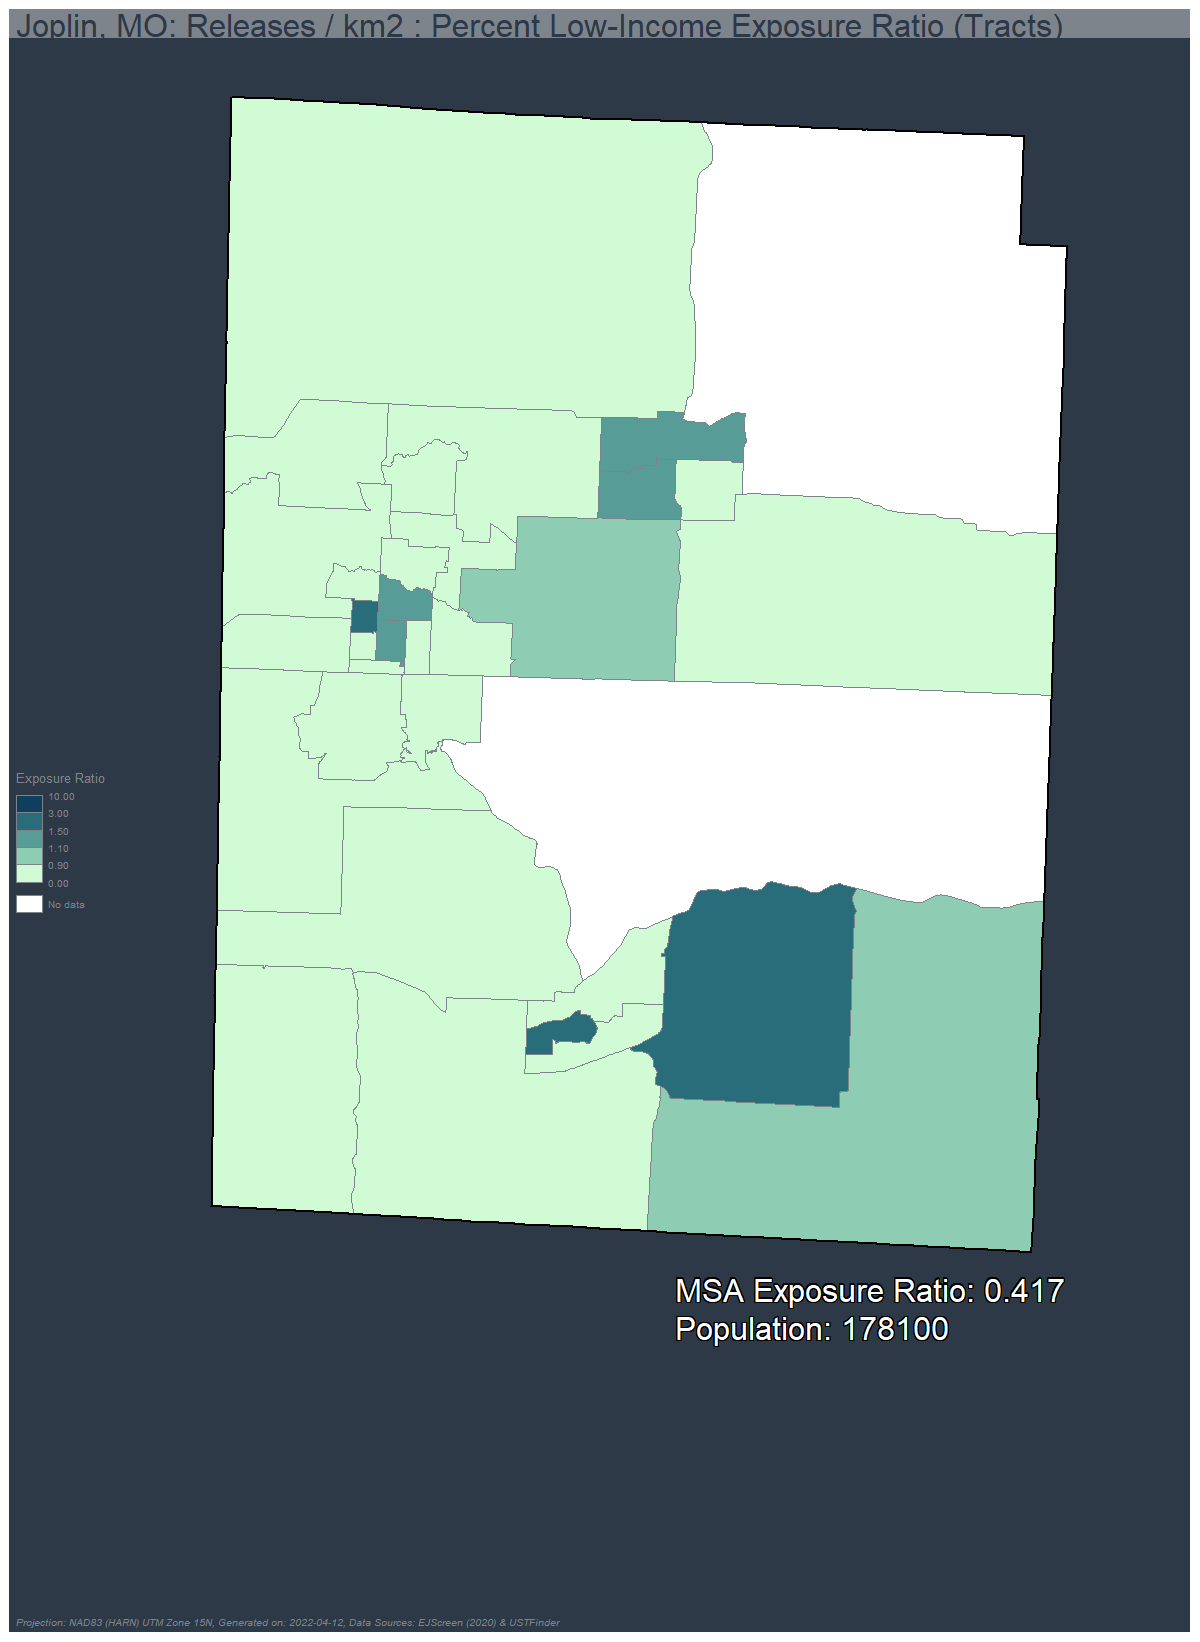 Joplin, MO: Releases / km2 : Percent Low-Income Exposure Ratio (Tracts)
Exposure Ratio
10.00
3.00
1.50
1.10
0.90
0.00
No data
MSA Exposure Ratio: 0.417
Population: 178100
Projection: NAD83 (HARN) UTM Zone 15N, Generated on: 2022-04-12, Data Sources: EJScreen (2020) & USTFinder